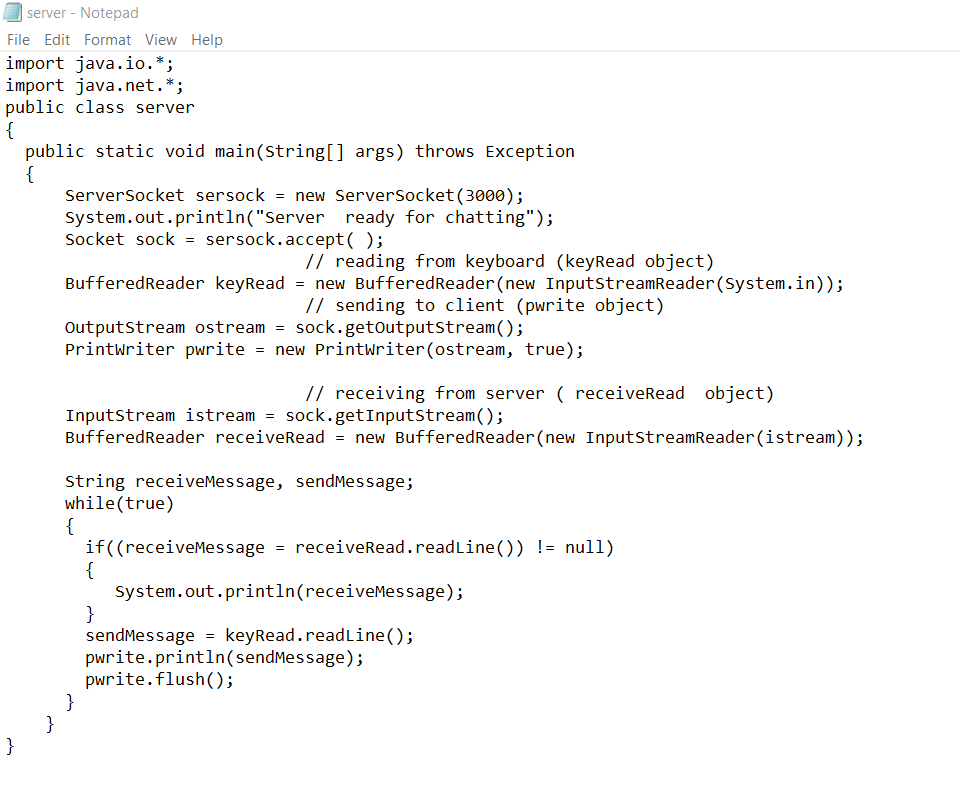 server - Notepad
File Edit Format View Help
import java.io.*;
import java.net.*;
public class server
{
  public static void main(String[] args) throws Exception
  {
      ServerSocket sersock = new ServerSocket(3000);
      System.out.println("Server  ready for chatting");
      Socket sock = sersock.accept( );
                              // reading from keyboard (keyRead object)
      BufferedReader keyRead = new BufferedReader(new InputStreamReader(System.in));
                              // sending to client (pwrite object)
      OutputStream ostream = sock.getOutputStream();
      PrintWriter pwrite = new PrintWriter(ostream, true);

                              // receiving from server ( receiveRead  object)
      InputStream istream = sock.getInputStream();
      BufferedReader receiveRead = new BufferedReader(new InputStreamReader(istream));

      String receiveMessage, sendMessage;
      while(true)
      {
        if((receiveMessage = receiveRead.readLine()) != null)
        {
           System.out.println(receiveMessage);
        }
        sendMessage = keyRead.readLine();
        pwrite.println(sendMessage);
        pwrite.flush();
      }
    }
}